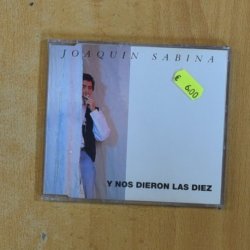 JOAQUIN SABINA
€
6.00
Y NOS DIERON LAS DIEZ